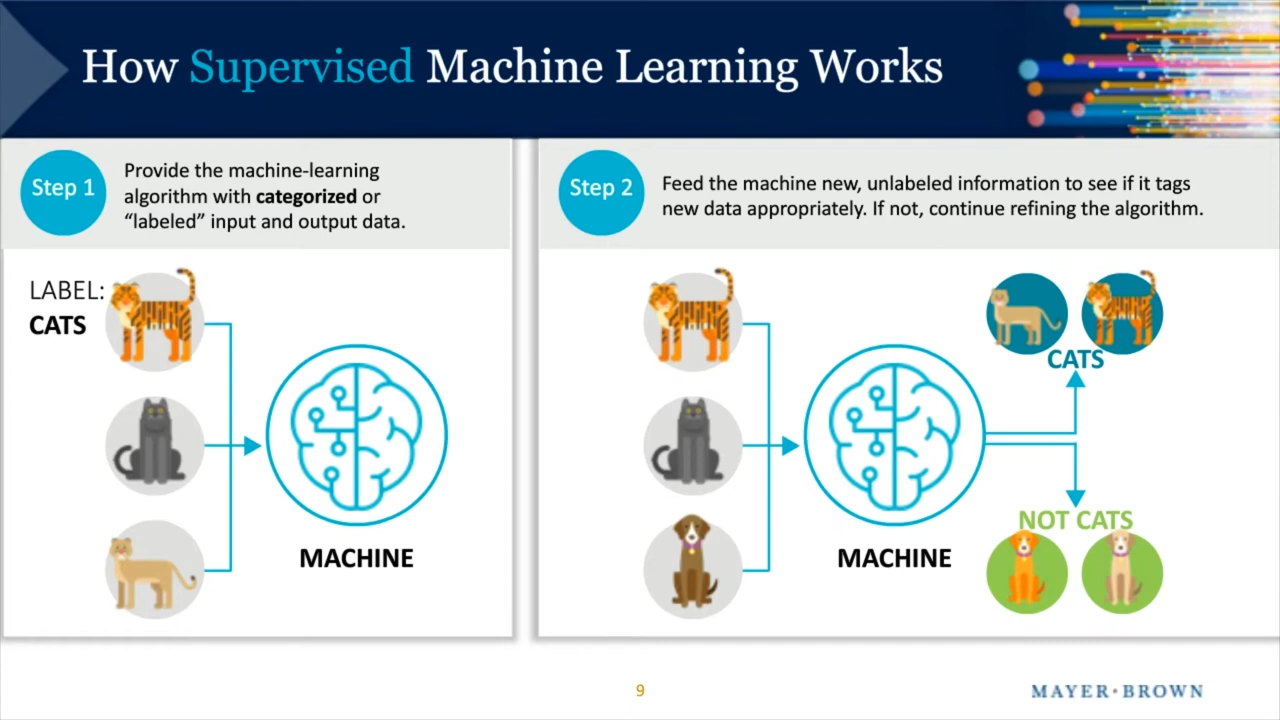 How Supervised Machine Learning Works
Step 1
Provide the machine-learning
algorithm with categorized or
“labeled” input and output data.
LABEL:
CATS
MACHINE
Step 2
Feed the machine new, unlabeled information to see if it tags
new data appropriately. If not, continue refining the algorithm.
CATS
NOT CATS
MACHINE
9
MAYER•BROWN